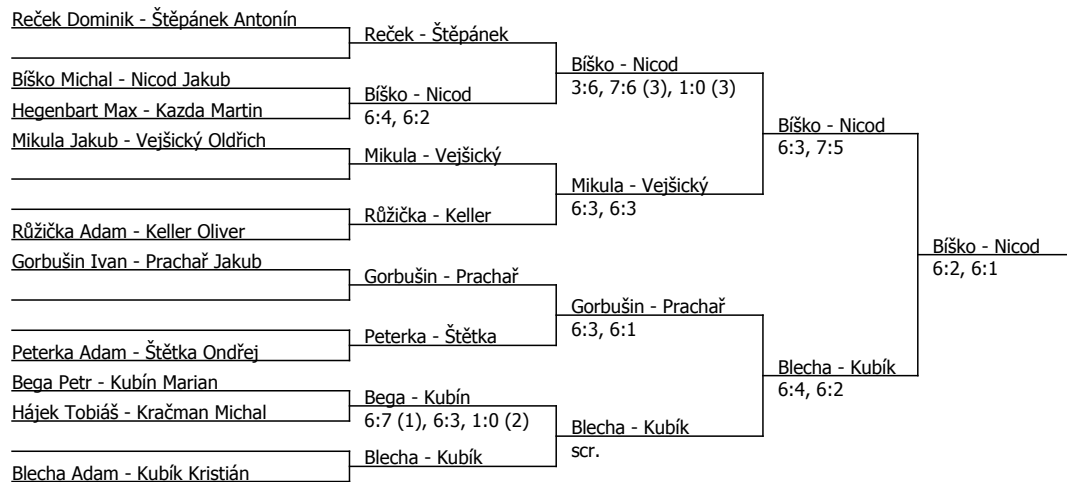 Reček Dominik - Štěpánek Antonín
Bíško Michal - Nicod Jakub
Hegenbart Max - Kazda Martin
Mikula Jakub - Vejšický Oldřich
Růžička Adam - Keller Oliver
Gorbušin Ivan - Prachař Jakub
Peterka Adam - Štětka Ondřej
Bega Petr - Kubín Marian
Hájek Tobiáš - Kračman Michal
Blecha Adam - Kubík Kristián
Reček - Štěpánek
Bíško - Nicod
6:4, 6:2
Mikula - Vejšický
Růžička - Keller
Gorbušin - Prachař
Peterka - Štětka
Bega - Kubín
6:7 (1), 6:3, 1:0 (2)
Blecha - Kubík
Bíško - Nicod
3:6, 7:6 (3), 1:0 (3)
Mikula - Vejšický
6:3, 6:3
Gorbušin - Prachař
6:3, 6:1
Blecha - Kubík
scr.
Bíško - Nicod
6:3, 7:5
Blecha - Kubík
6:4, 6:2
Bíško - Nicod
6:2, 6:1